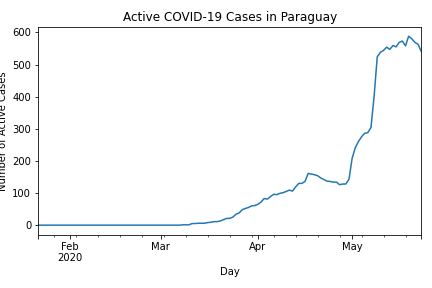 Active COVID-19 Cases in Paraguay
600
500
400
300
200
100
0
Number of Active Cases
Feb
2020
Mar
Apr
May
Day